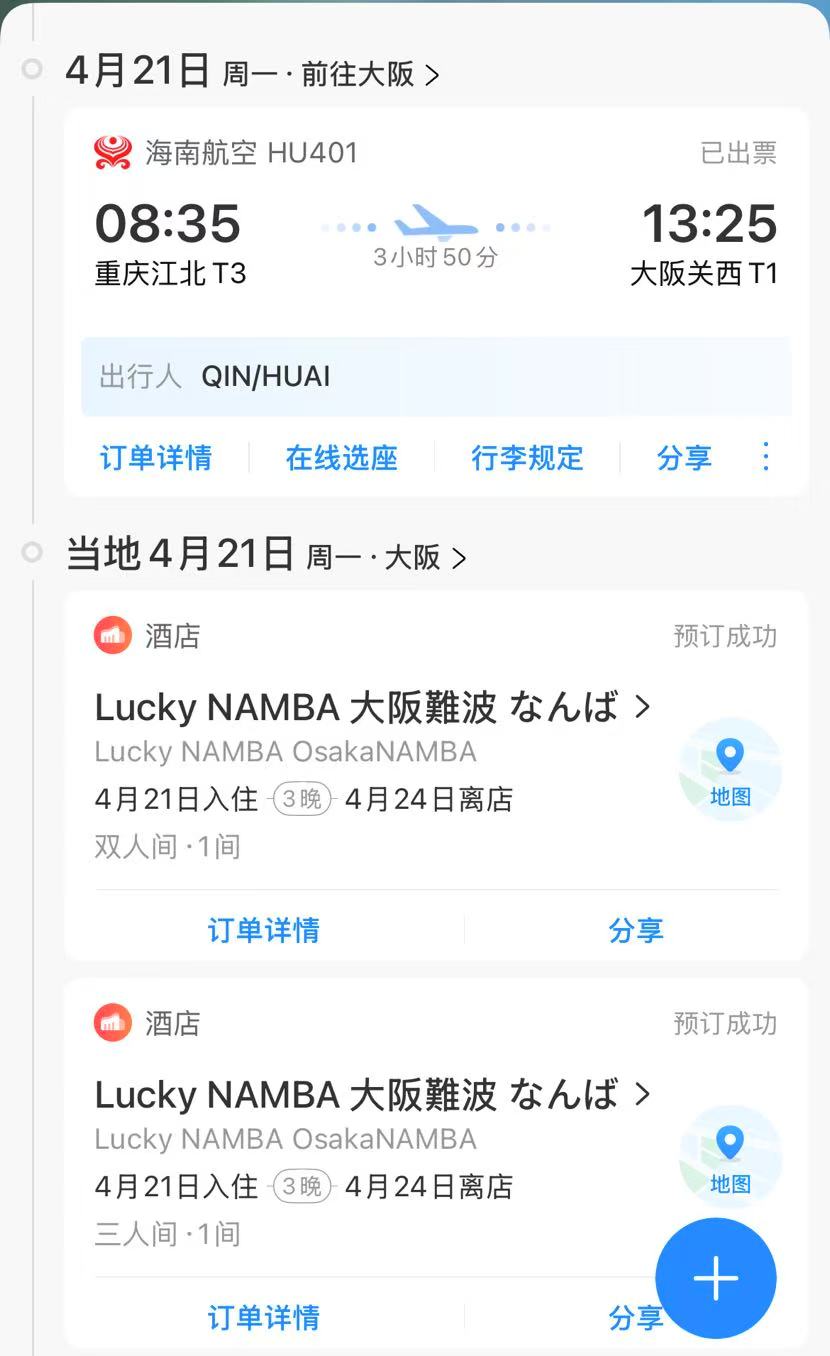 4月21日 周一 · 前往大阪 >
海南航空 HU401 已出票
08:35 13:25
3小时50分
重庆江北 T3 大阪关西 T1
出行人 QIN/HUAI
订单详情 在线选座 行李规定 分享
当地 4月21日 周一 · 大阪 >
酒店 预订成功
Lucky NAMBA 大阪難波 なんば >
Lucky NAMBA OsakaNAMBA
4月21日入住 3晚 4月24日离店
地图
双人间 · 1间
订单详情 分享
酒店 预订成功
Lucky NAMBA 大阪難波 なんば >
Lucky NAMBA OsakaNAMBA
4月21日入住 3晚 4月24日离店
地图
三人间 · 1间
订单详情 分享